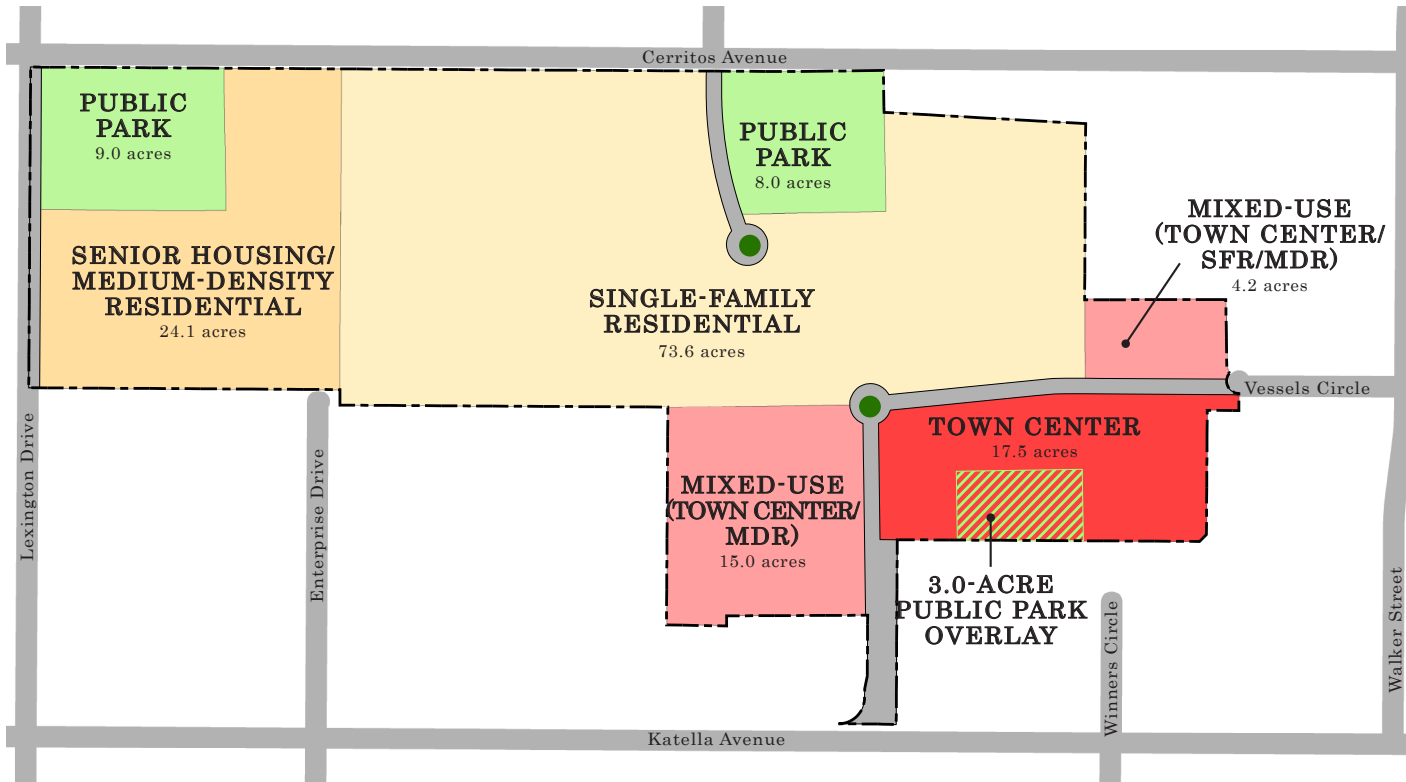 Cerritos Avenue
PUBLIC
PARK
9.0 acres
PUBLIC
PARK
8.0 acres
MIXED-USE
(TOWN CENTER/
SFR/MDR)
4.2 acres
SENIOR HOUSING/
MEDIUM-DENSITY
RESIDENTIAL
24.1 acres
SINGLE-FAMILY
RESIDENTIAL
73.6 acres
Vessels Circle
TOWN CENTER
17.5 acres
MIXED-USE
(TOWN CENTER/
MDR)
15.0 acres
3.0-ACRE
PUBLIC PARK
OVERLAY
Lexington Drive
Enterprise Drive
Winners Circle
Walker Street
Katella Avenue